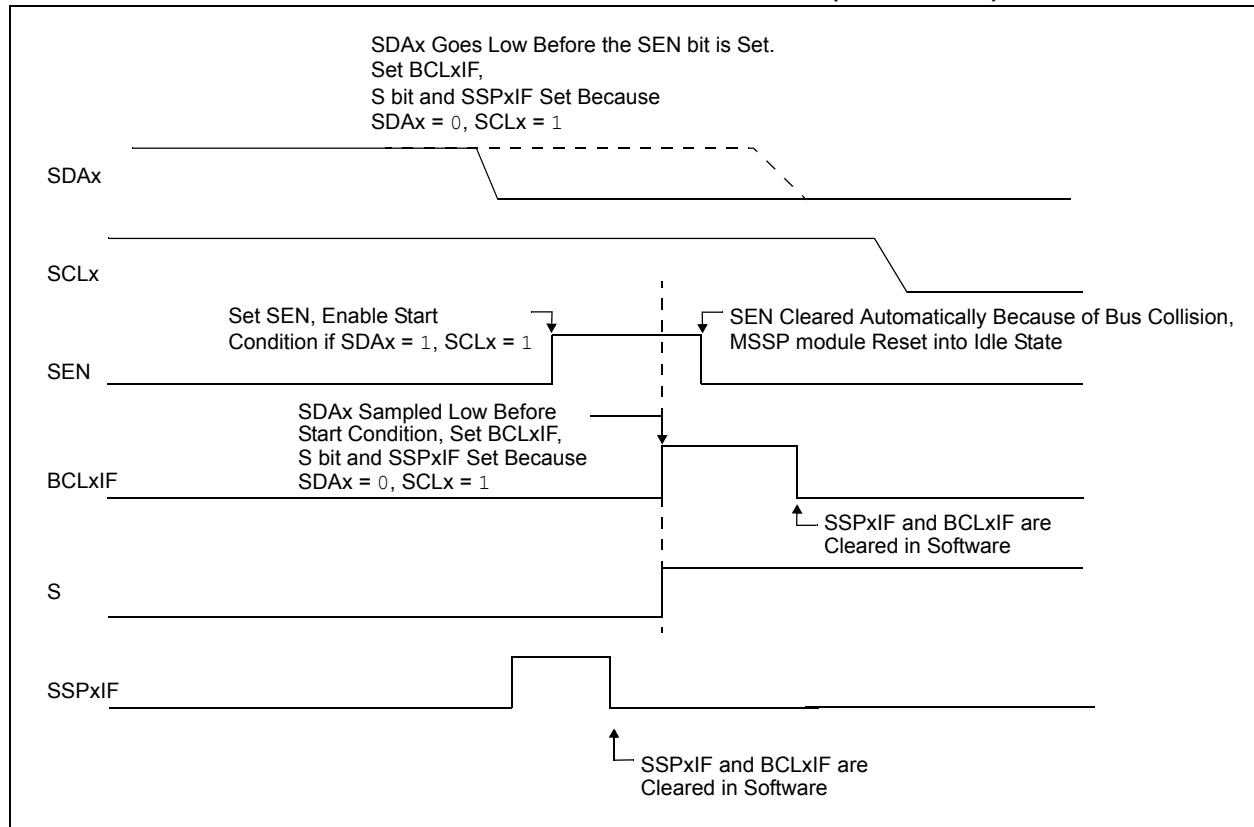 SDAx Goes Low Before the SEN bit is Set.
Set BCLxIF,
S bit and SSPxIF Set Because
SDAx = 0, SCLx = 1
SDAx
SCLx
Set SEN, Enable Start
Condition if SDAx = 1, SCLx = 1
SEN Cleared Automatically Because of Bus Collision,
MSSP module Reset into Idle State
SEN
SDAx Sampled Low Before
Start Condition, Set BCLxIF,
S bit and SSPxIF Set Because
SDAx = 0, SCLx = 1
BCLxIF
SSPxIF and BCLxIF are
Cleared in Software
S
SSPxIF
SSPxIF and BCLxIF are
Cleared in Software